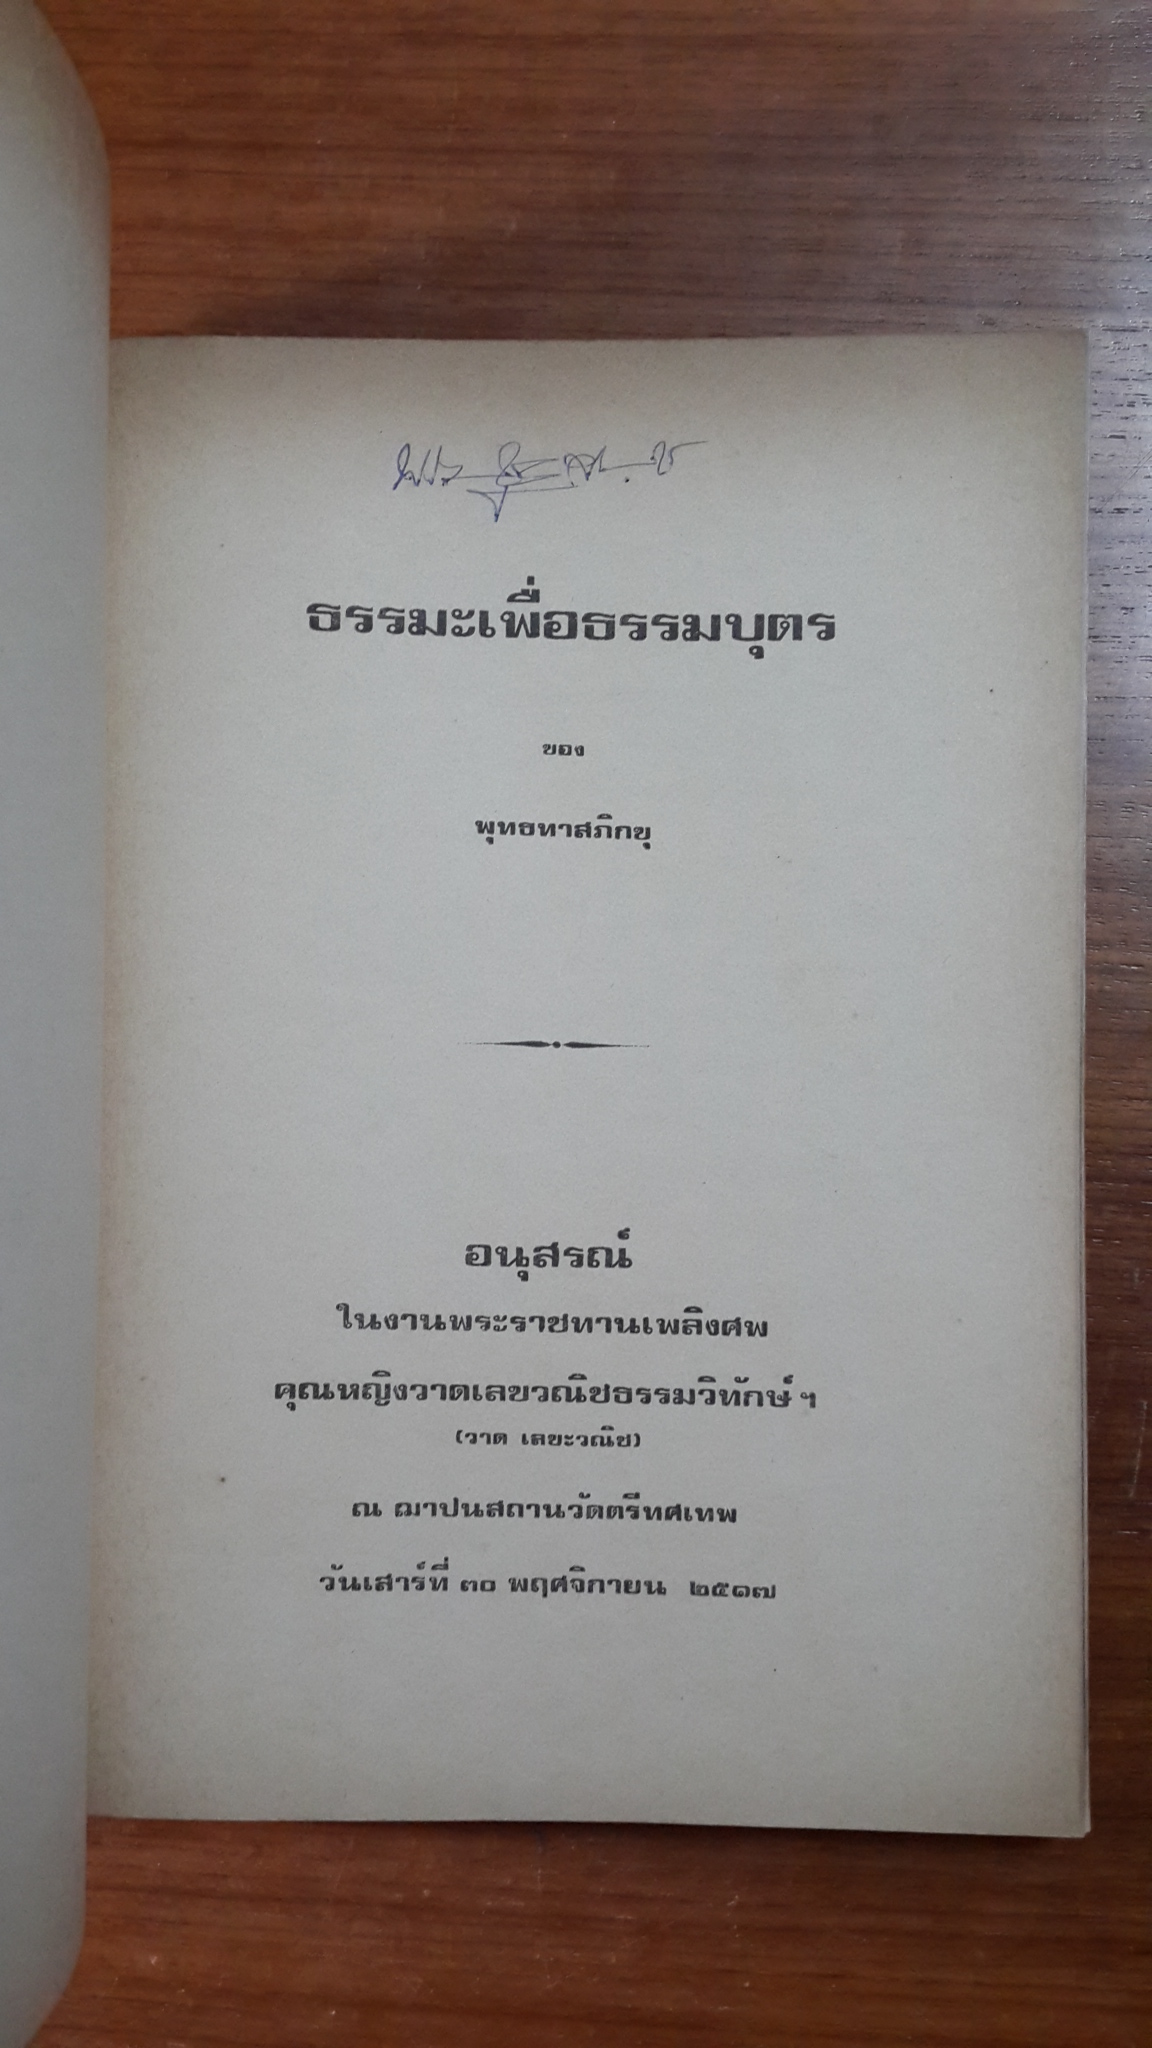 ธรรมะเพื่อธรรมบุตร
ของ
พุทธทาสภิกขุ
อนุสรณ์
ในงานพระราชทานเพลิงศพ
คุณหญิงวาดเลขวณิชธรรมวิทักษ์ ฯ
(วาด เลขะวณิช)
ณ ฌาปนสถานวัดตรีทศเทพ
วันเสาร์ที่ ๓๐ พฤศจิกายน ๒๕๑๗